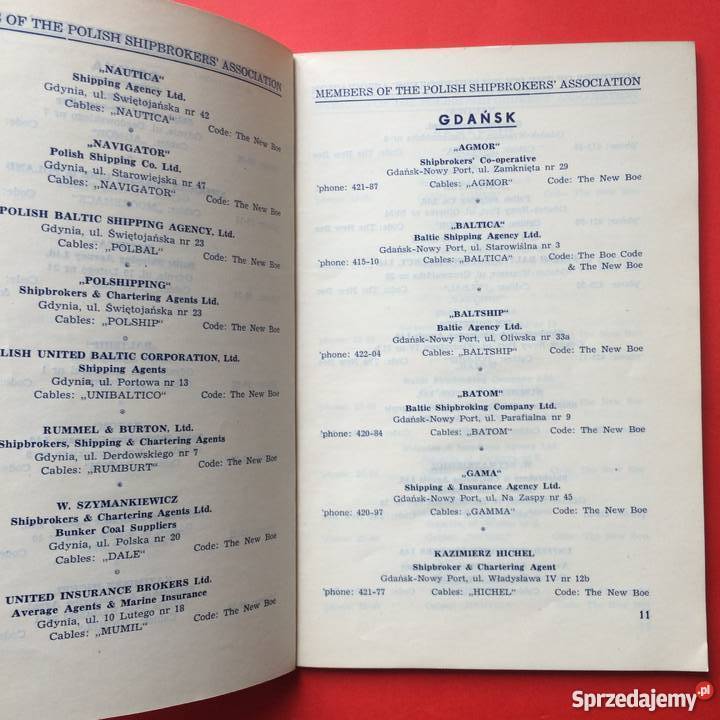 S OF THE POLISH SHIPBROKERS' ASSOCIATION
„NAUTICA"
Shipping Agency Ltd.
Gdynia, ul. Świętojańska nr 42
Cables: „NAUTICA" Code: The New Boe
„NAVIGATOR"
Polish Shipping Co. Ltd.
Gdynia, ul. Starowiejska nr 47
Cables: „NAVIGATOR" Code: The New Boe
POLISH BALTIC SHIPPING AGENCY, Ltd.
Gdynia, ul. Świętojańska nr 23
Cables: „POLBAL" Code: The New Boe
„POLSHIPPING"
Shipbrokers & Chartering Agents Ltd.
Gdynia, ul. Świętojańska nr 23
Cables: „POLSHIP" Code: The New Boe
LISH UNITED BALTIC CORPORATION, Ltd.
Shipping Agents
Gdynia, ul. Portowa nr 13
Cables: „UNIBALTICO" Code: The New Boe
RUMMEL & BURTON, Ltd.
Shipbrokers, Shipping & Chartering Agents
Gdynia, ul. Derdowskiego nr 7
Cables: „RUMBURT" Code: The New Boe
W. SZYMANKIEWICZ
Shipbrokers & Chartering Agents Ltd.
Bunker Coal Suppliers
Gdynia, ul. Polska nr 20
Cables: „DALE" Code: The New Boe
UNITED INSURANCE BROKERS Ltd.
Average Agents & Marine Insurance
Gdynia, ul. 10 Lutego nr 18
Cables: „MUMIL" Code: The New Boe
MEMBERS OF THE POLISH SHIPBROKERS' ASSOCIATION
GDAŃSK
„AGMOR"
Shipbrokers' Co-operative
Gdańsk-Nowy Port, ul. Zamknięta nr 29
'phone: 421-87 Cables: „AGMOR" Code: The New Boe
„BALTICA"
Baltic Shipping Agency Ltd.
Gdańsk-Nowy Port, ul. Starowiślna nr 3
'phone: 415-10 Cables: „BALTICA" Code: The Boe Code
& The New Boe
„BALTSHIP"
Baltic Agency Ltd.
Gdańsk-Nowy Port, ul. Oliwska nr 33a
'phone: 422-04 Cables: „BALTSHIP" Code: The New Boe
„BATOM"
Baltic Shipbroking Company Ltd.
Gdańsk-Nowy Port, ul. Parafialna nr 9
'phone: 420-84 Cables: „BATOM" Code: The New Boe
„GAMA"
Shipping & Insurance Agency Ltd.
Gdańsk-Nowy Port, ul. Na Zaspy nr 45
'phone: 420-97 Cables: „GAMMA" Code: The New Boe
KAZIMIERZ HICHEL
Shipbroker & Chartering Agent
Gdańsk-Nowy Port, ul. Władysława IV nr 12b
'phone: 421-77 Cables: „HICHEL" Code: The New Boe
11
Sprzedajemy.pl